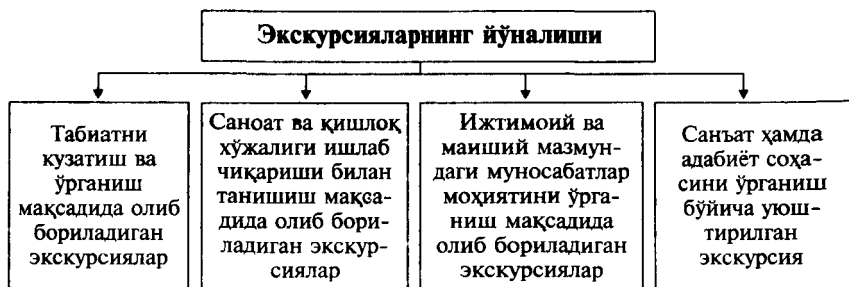 Экскурсияларнинг йўналиши
Табиатни
кузатиш ва
ўрганиш
мақсадида олиб
бориладиган
экскурсиялар
Саноат ва қишлоқ
хўжалиги ишлаб
чиқариши билан
танишиш мақса-
дида олиб бори-
ладиган экскур-
сиялар
Ижтимоий ва
маиший мазмун-
даги муносабатлар
моҳиятини ўрга-
ниш мақсадида
олиб бориладиган
экскурсиялар
Санъат ҳамда
адабиёт соҳа-
сини ўрганиш
бўйича уюш-
тирилган
экскурсия